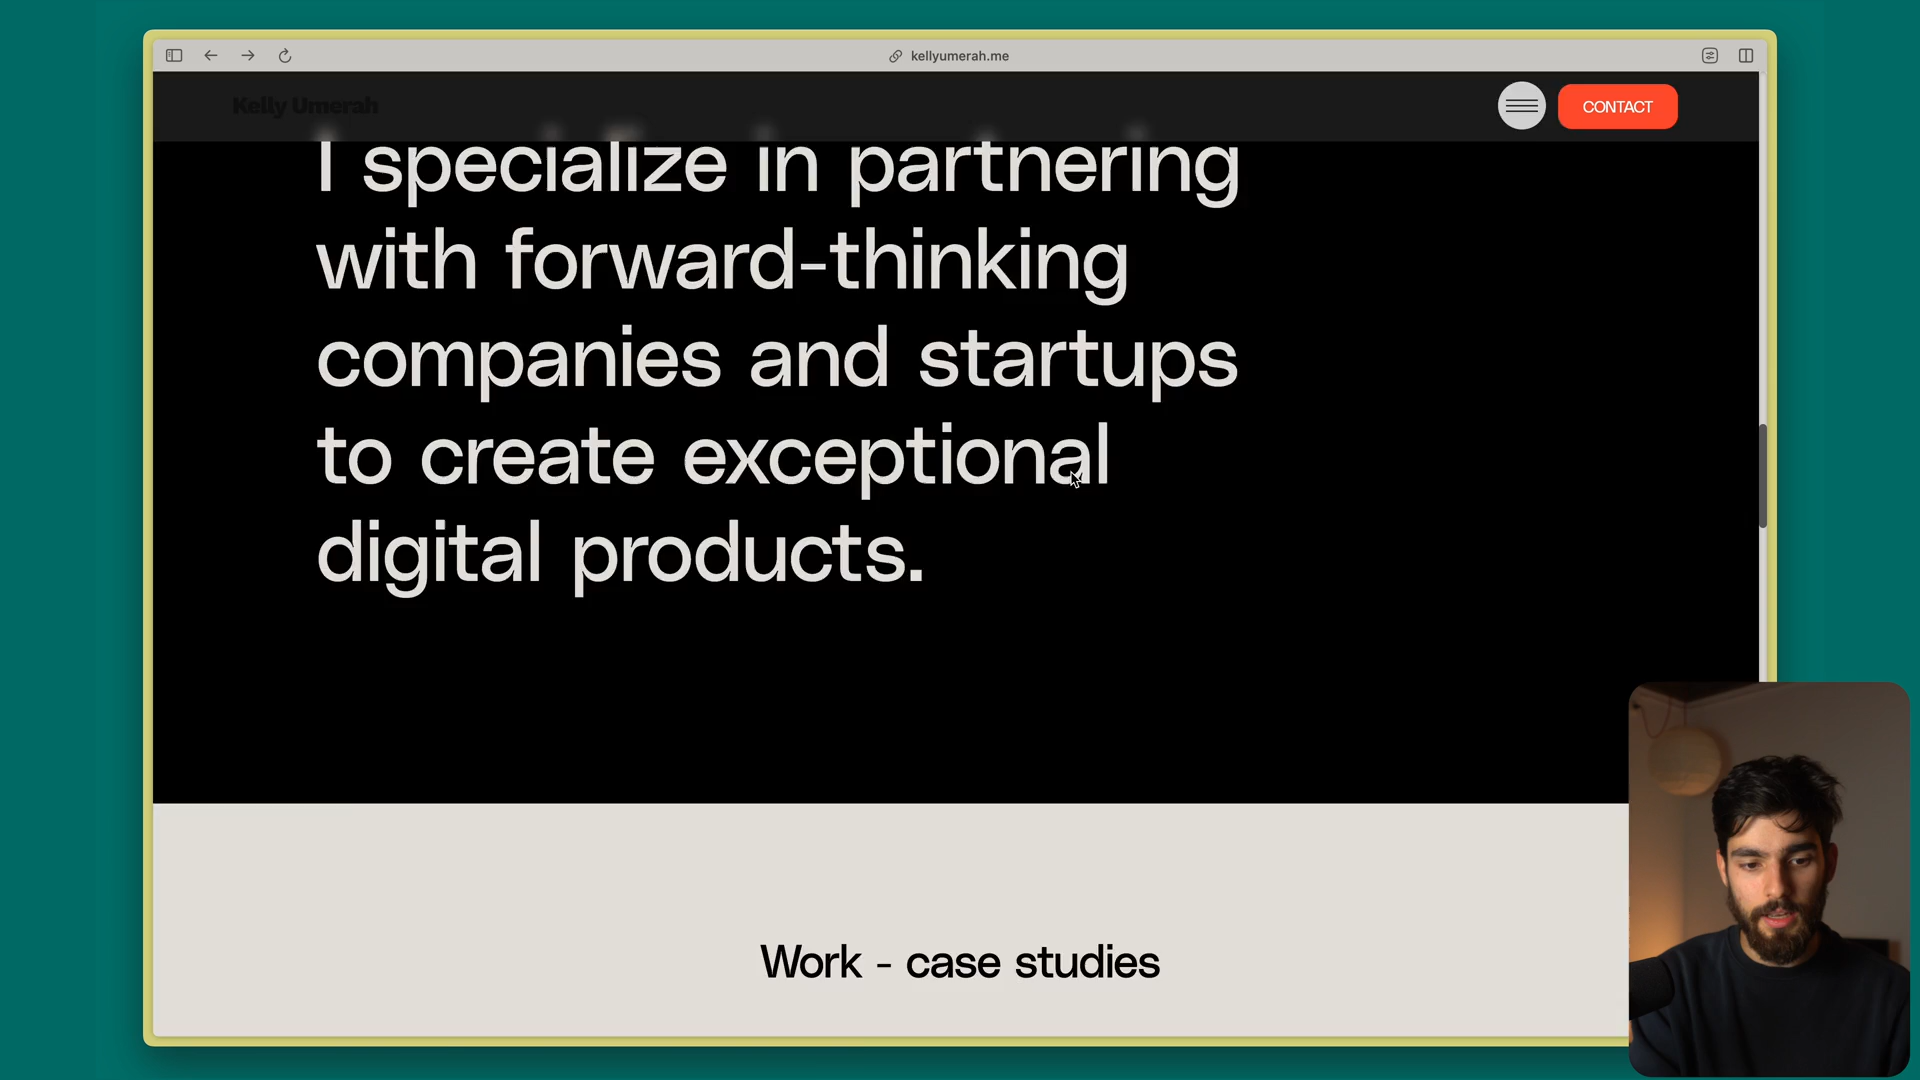 kellyumerah.me
Kelly Umerah
CONTACT
I specialize in partnering
with forward-thinking
companies and startups
to create exceptional
digital products.
Work - case studies